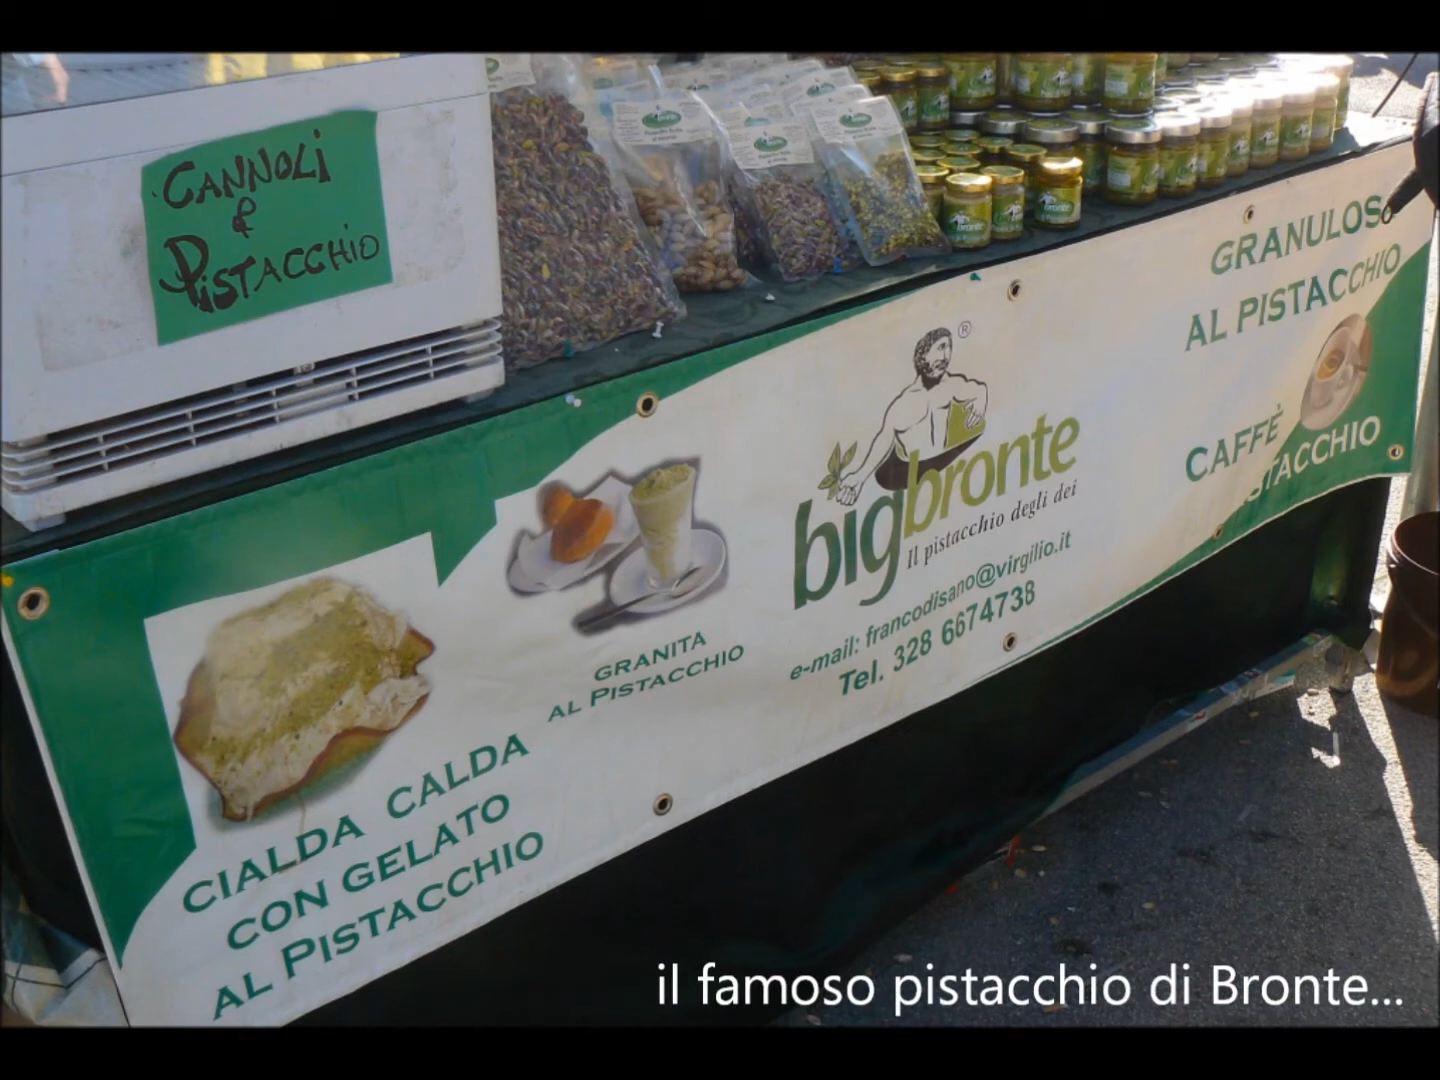 CANNOLI
&
PISTACCHIO
bronte
GRANULOSO
AL PISTACCHIO
CAFFÈ
PISTACCHIO
®
bigbronte
Il pistacchio degli dei
e-mail: francodisano@virgilio.it
Tel. 328 6674738
GRANITA
AL PISTACCHIO
CIALDA CALDA
CON GELATO
AL PISTACCHIO
il famoso pistacchio di Bronte...